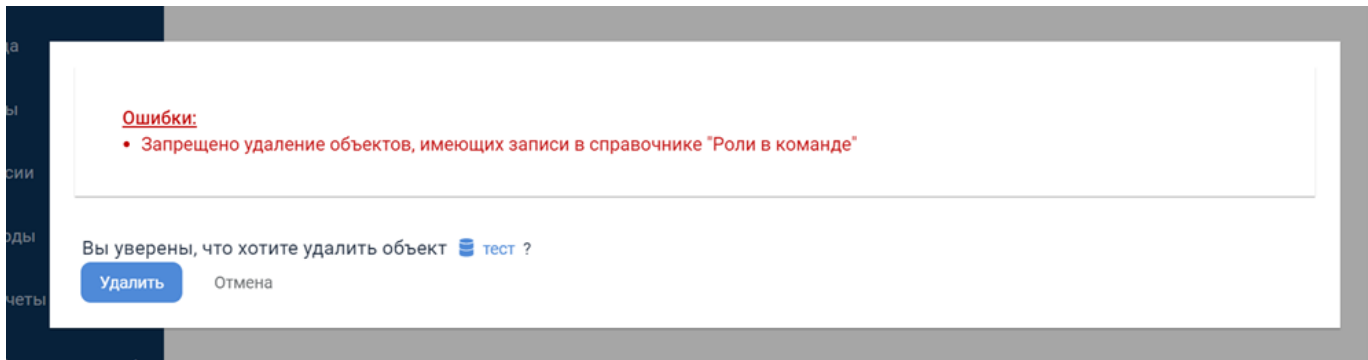 Ошибки:
• Запрещено удаление объектов, имеющих записи в справочнике "Роли в команде"
Вы уверены, что хотите удалить объект тест ?
Удалить Отмена